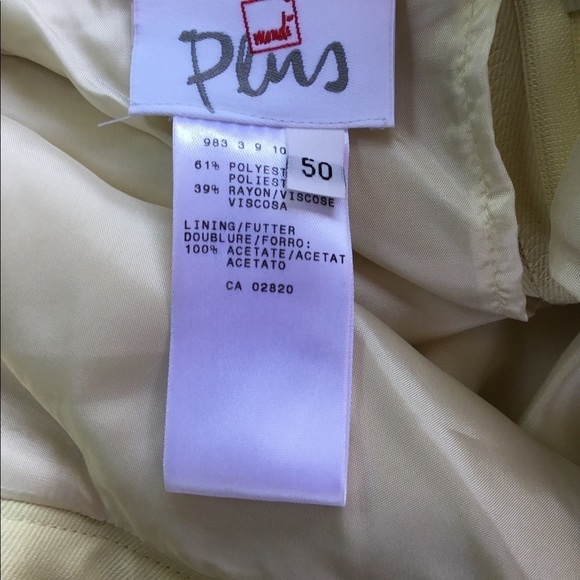 mondi
Plus
983 3 9 10
50
61% POLYEST
POLIEST
39% RAYON/VISCOSE
VISCOSA
LINING/FUTTER
DOUBLURE/FORRO:
100% ACETATE/ACETAT
ACETATO
CA 02820